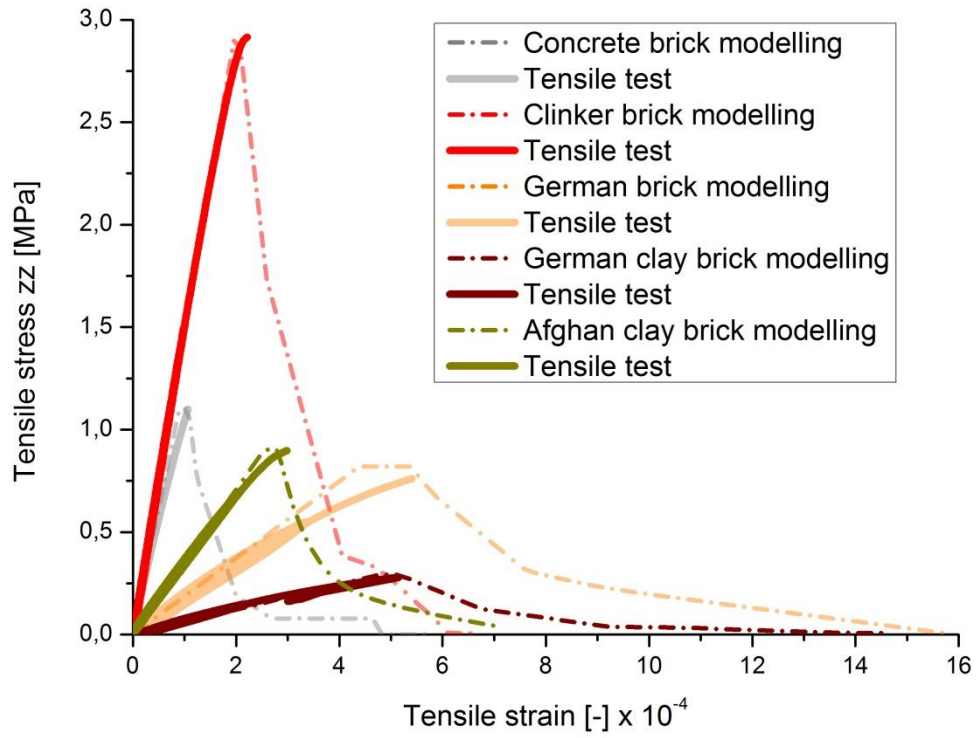 3,0
2,5
2,0
1,5
1,0
0,5
0,0
Tensile stress zz [MPa]
Concrete brick modelling
Tensile test
Clinker brick modelling
Tensile test
German brick modelling
Tensile test
German clay brick modelling
Tensile test
Afghan clay brick modelling
Tensile test
0 2 4 6 8 10 12 14 16
Tensile strain [-] x 10⁻⁴